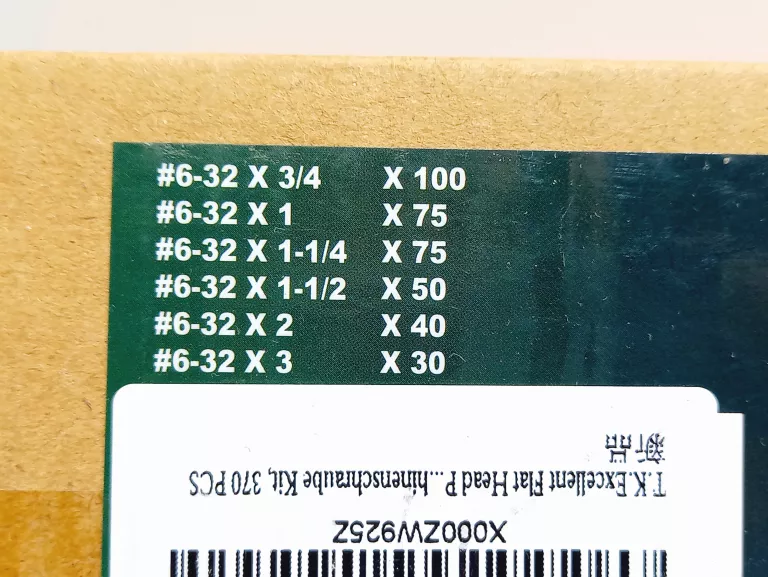 #6-32 X 3/4 X 100
#6-32 X 1 X 75
#6-32 X 1-1/4 X 75
#6-32 X 1-1/2 X 50
#6-32 X 2 X 40
#6-32 X 3 X 30
X000ZW925Z
T.K.Excellent Flat Head P...hinenschraube Kit, 370 PCS
新品